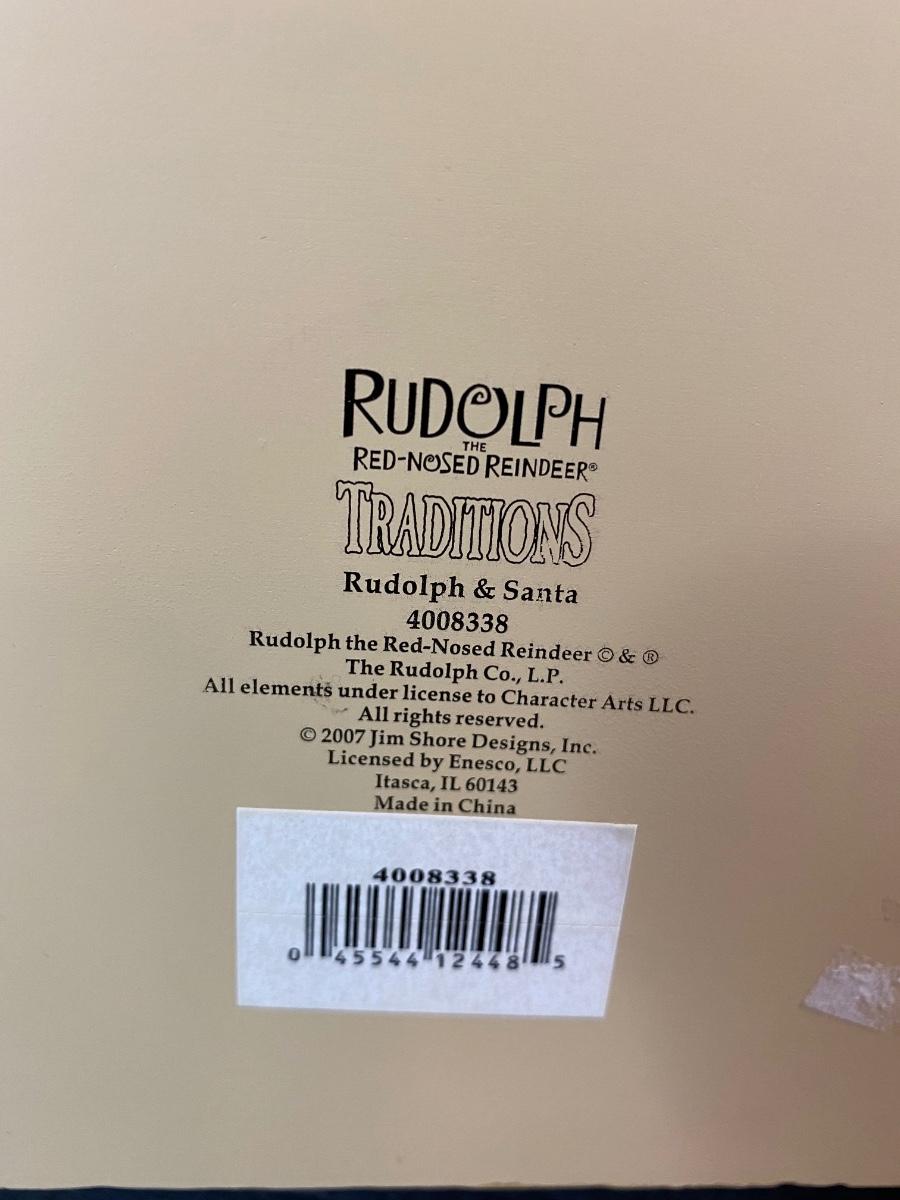 RUDOLPH
THE
RED-NOSED REINDEER®
TRADITIONS
Rudolph & Santa
4008338
Rudolph the Red-Nosed Reindeer © & ®
The Rudolph Co., L.P.
All elements under license to Character Arts LLC.
All rights reserved.
© 2007 Jim Shore Designs, Inc.
Licensed by Enesco, LLC
Itasca, IL 60143
Made in China
4008338
0 45544 12448 5